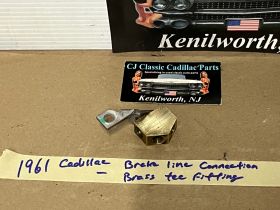 Kenilworth,
CJ Classic Cadillac Parts
Kenilworth, NJ
1961 Cadillac - Brake line Connection
Brass tee Fitting